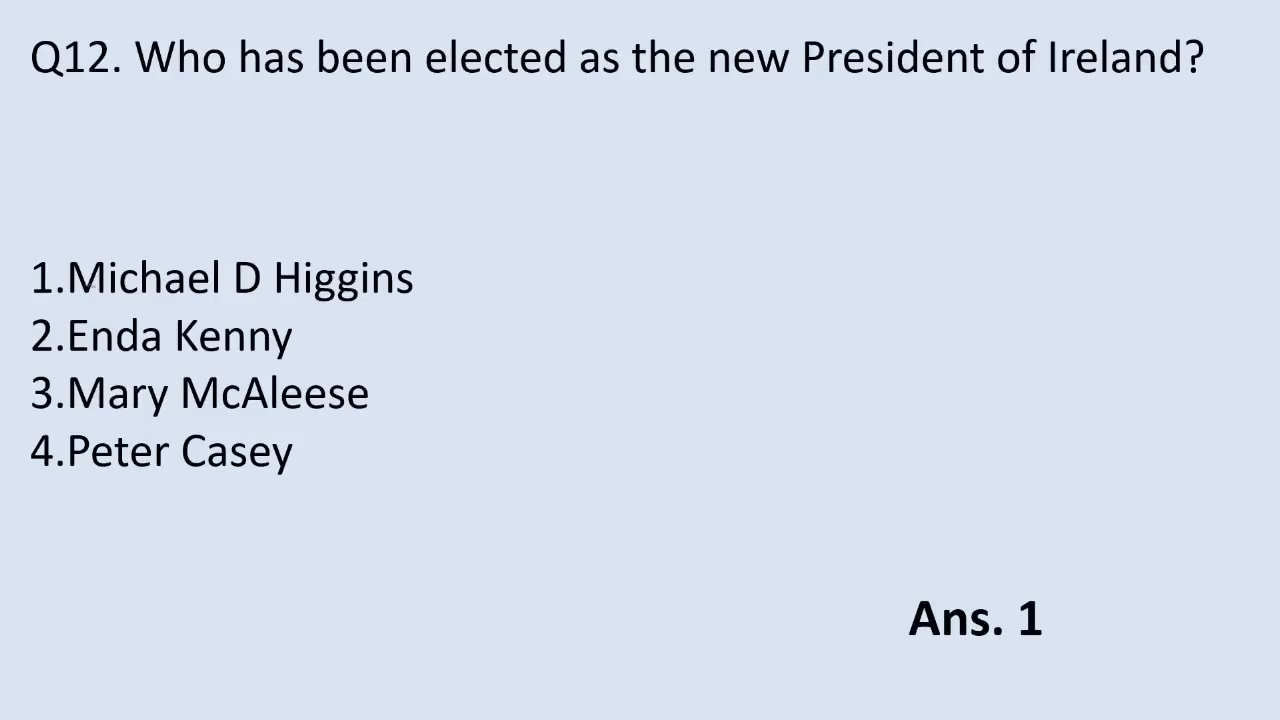 Q12. Who has been elected as the new President of Ireland?
1.Michael D Higgins
2.Enda Kenny
3.Mary McAleese
4.Peter Casey
Ans. 1